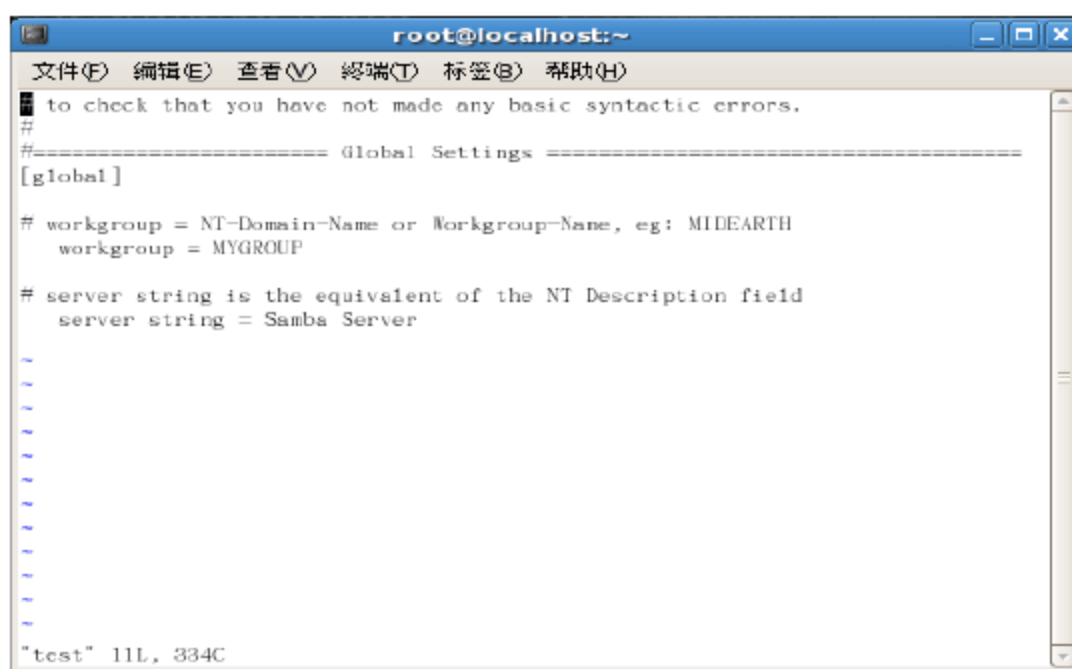 root@localhost:~
文件(F) 编辑(E) 查看(V) 终端(T) 标签(B) 帮助(H)
# to check that you have not made any basic syntactic errors.
#
#======================= Global Settings =====================================
[global]
# workgroup = NT-Domain-Name or Workgroup-Name, eg: MIDEARTH
workgroup = MYGROUP
# server string is the equivalent of the NT Description field
server string = Samba Server
~
~
~
~
~
~
~
~
~
~
~
~
"test" 11L, 334C